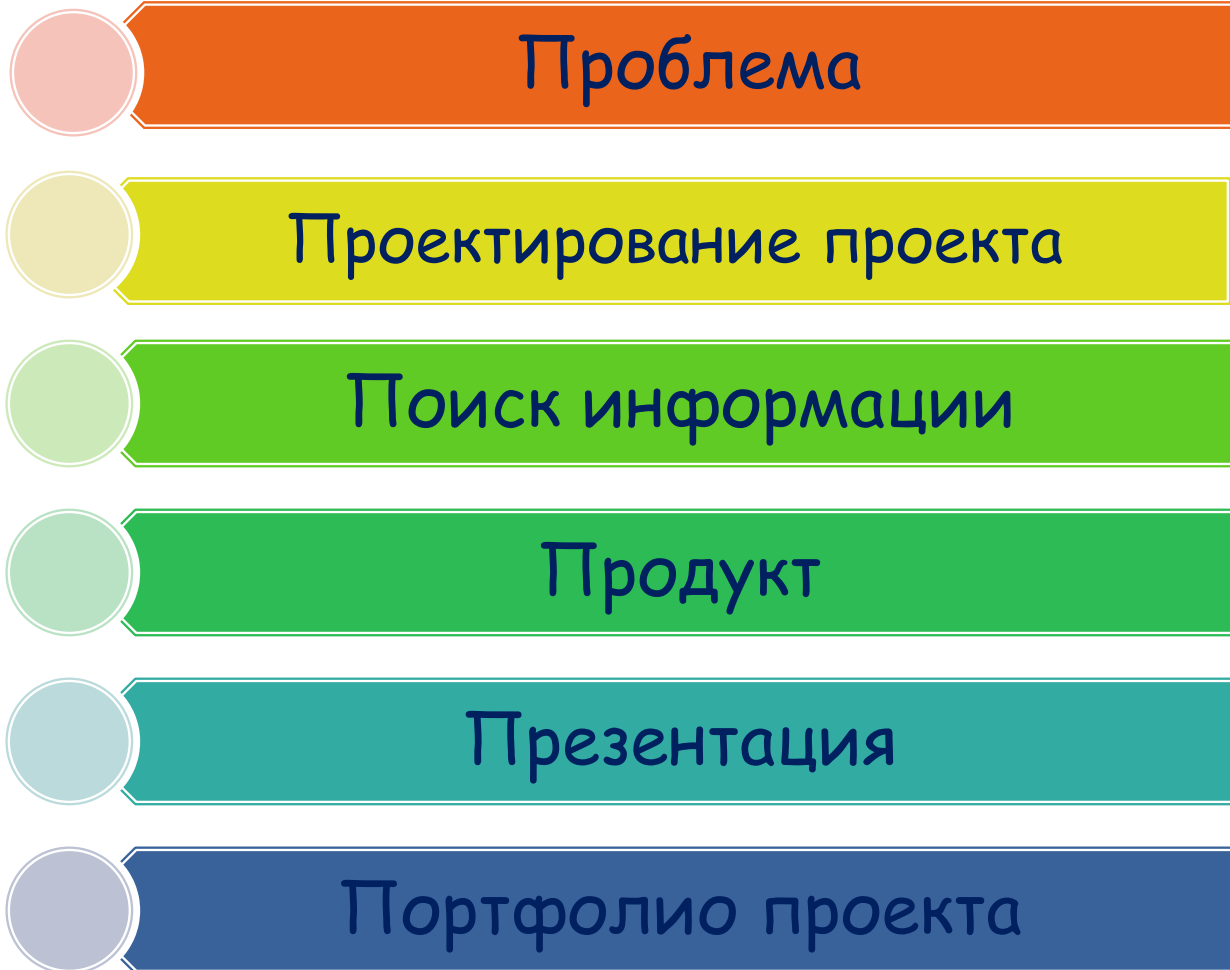 Проблема
Проектирование проекта
Поиск информации
Продукт
Презентация
Портфолио проекта